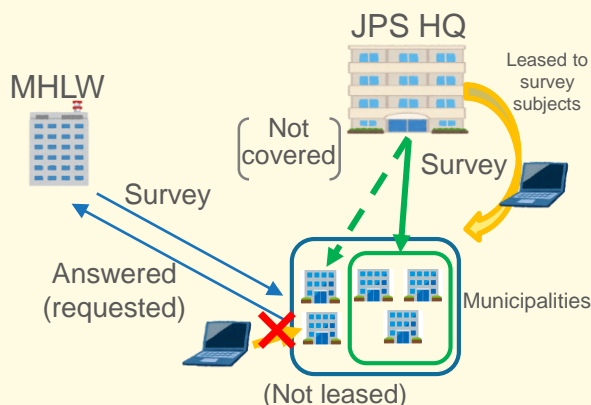 JPS HQ
MHLW
Leased to
survey
subjects
Not
covered
Survey
Survey
Answered
(requested)
Municipalities
(Not leased)